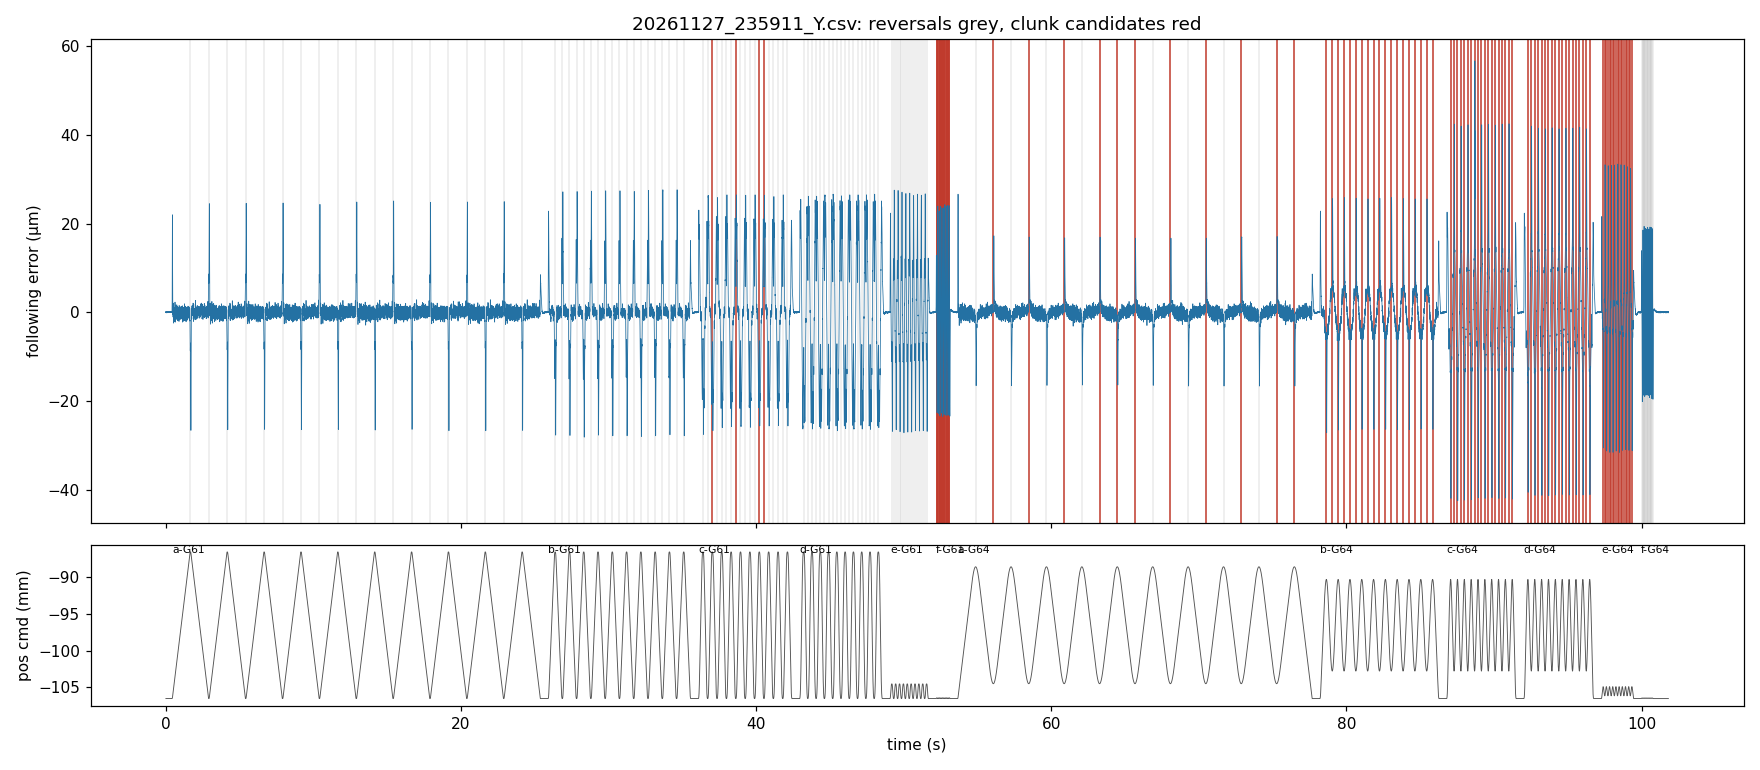 20261127_235911_Y.csv: reversals grey, clunk candidates red
following error (μm)
60
40
20
0
−20
−40
pos cmd (mm)
−90
−95
−100
−105
a-G61
b-G61
c-G61
d-G61
e-G61
f-G61
a-G64
b-G64
c-G64
d-G64
e-G64
f-G64
0
20
40
60
80
100
time (s)